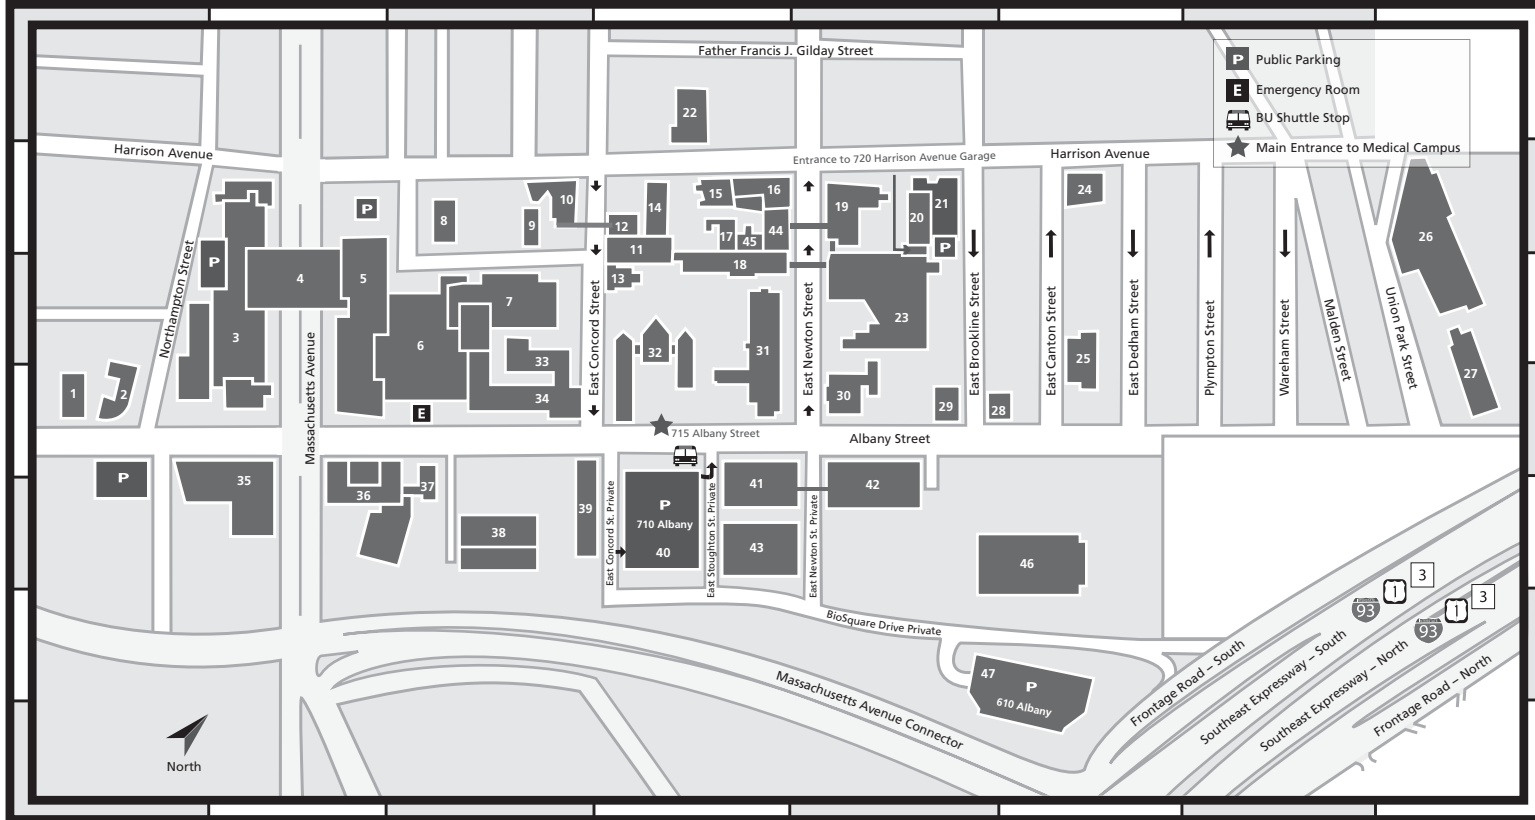 Father Francis J. Gilday Street
P Public Parking
E Emergency Room
BU Shuttle Stop
Main Entrance to Medical Campus
Harrison Avenue
Entrance to 720 Harrison Avenue Garage
Harrison Avenue
22
P
8
9
10
12
14
15
16
17
45
44
11
18
13
19
20
21
P
24
26
P
4
5
3
6
7
33
34
E
1
2
32
31
23
30
29
28
25
27
Northampton Street
Massachusetts Avenue
East Concord Street
East Newton Street
East Brookline Street
East Canton Street
East Dedham Street
Plympton Street
Wareham Street
Malden Street
Union Park Street
715 Albany Street
Albany Street
P
35
36
37
38
39
East Concord St. Private
P
710 Albany
40
East Stoughton St. Private
41
43
East Newton St. Private
42
46
BioSquare Drive Private
47
P
610 Albany
Massachusetts Avenue Connector
Frontage Road – South
Southeast Expressway – South
Southeast Expressway – North
Frontage Road – North
93
1
3
93
1
3
North